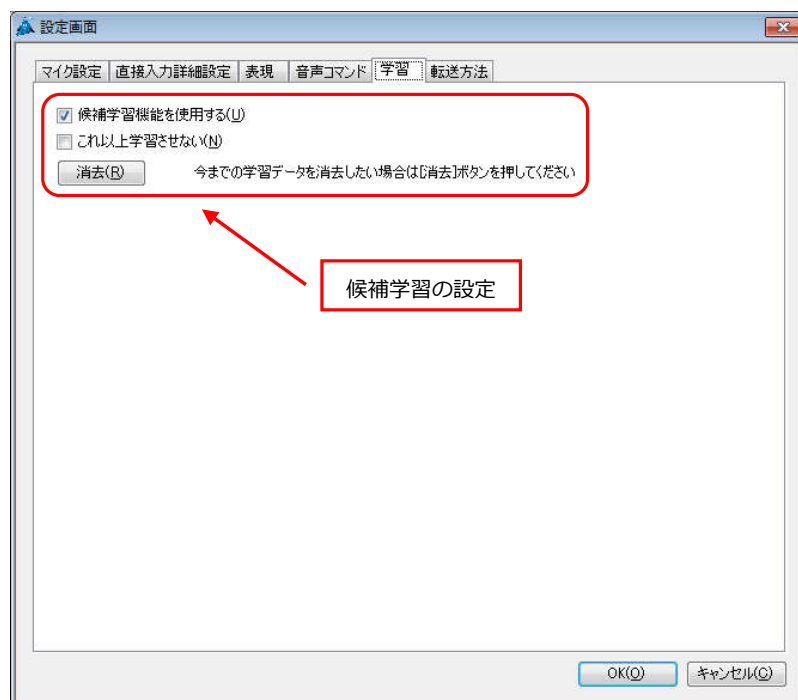 設定画面
マイク設定 直接入力詳細設定 表現 音声コマンド 学習 転送方法
候補学習機能を使用する(U)
これ以上学習させない(N)
消去(R) 今までの学習データを消去したい場合は[消去]ボタンを押してください
候補学習の設定
OK(O) キャンセル(C)